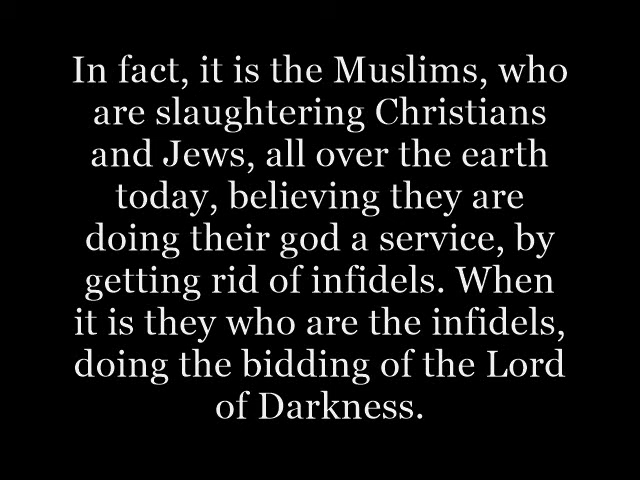 In fact, it is the Muslims, who
are slaughtering Christians
and Jews, all over the earth
today, believing they are
doing their god a service, by
getting rid of infidels. When
it is they who are the infidels,
doing the bidding of the Lord
of Darkness.